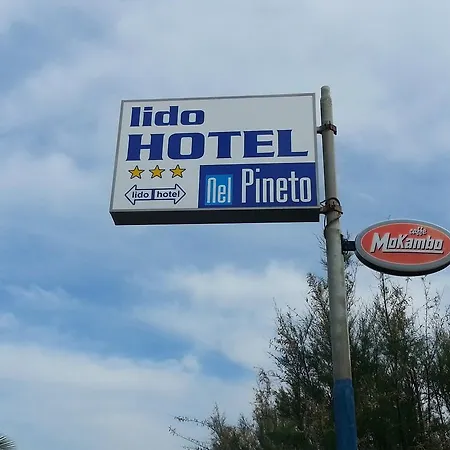 lido
HOTEL
Nel Pineto
lido hotel
caffè
MoKambo